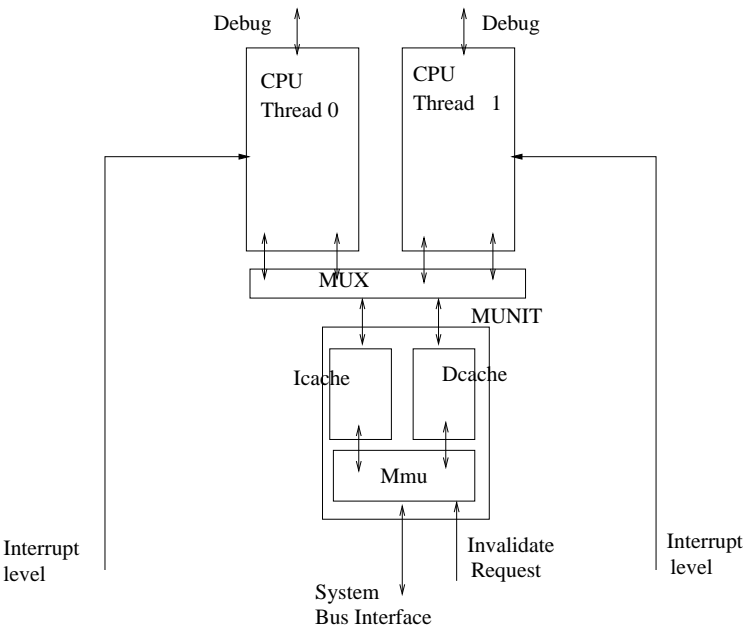 Debug
Debug
CPU
Thread 0
CPU
Thread 1
MUX
MUNIT
Icache
Dcache
Mmu
Interrupt
level
Invalidate
Request
Interrupt
level
System
Bus Interface